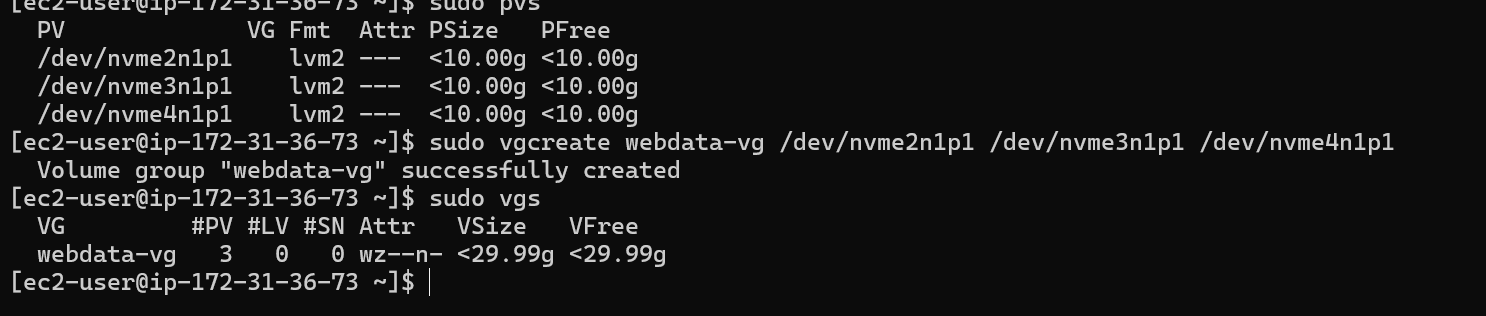 [ec2-user@ip-172-31-36-73 ~]$ sudo pvs
  PV               VG Fmt  Attr PSize   PFree
  /dev/nvme2n1p1    lvm2 ---  <10.00g <10.00g
  /dev/nvme3n1p1    lvm2 ---  <10.00g <10.00g
  /dev/nvme4n1p1    lvm2 ---  <10.00g <10.00g
[ec2-user@ip-172-31-36-73 ~]$ sudo vgcreate webdata-vg /dev/nvme2n1p1 /dev/nvme3n1p1 /dev/nvme4n1p1
  Volume group "webdata-vg" successfully created
[ec2-user@ip-172-31-36-73 ~]$ sudo vgs
  VG         #PV #LV #SN Attr   VSize   VFree
  webdata-vg   3   0   0 wz--n- <29.99g <29.99g
[ec2-user@ip-172-31-36-73 ~]$